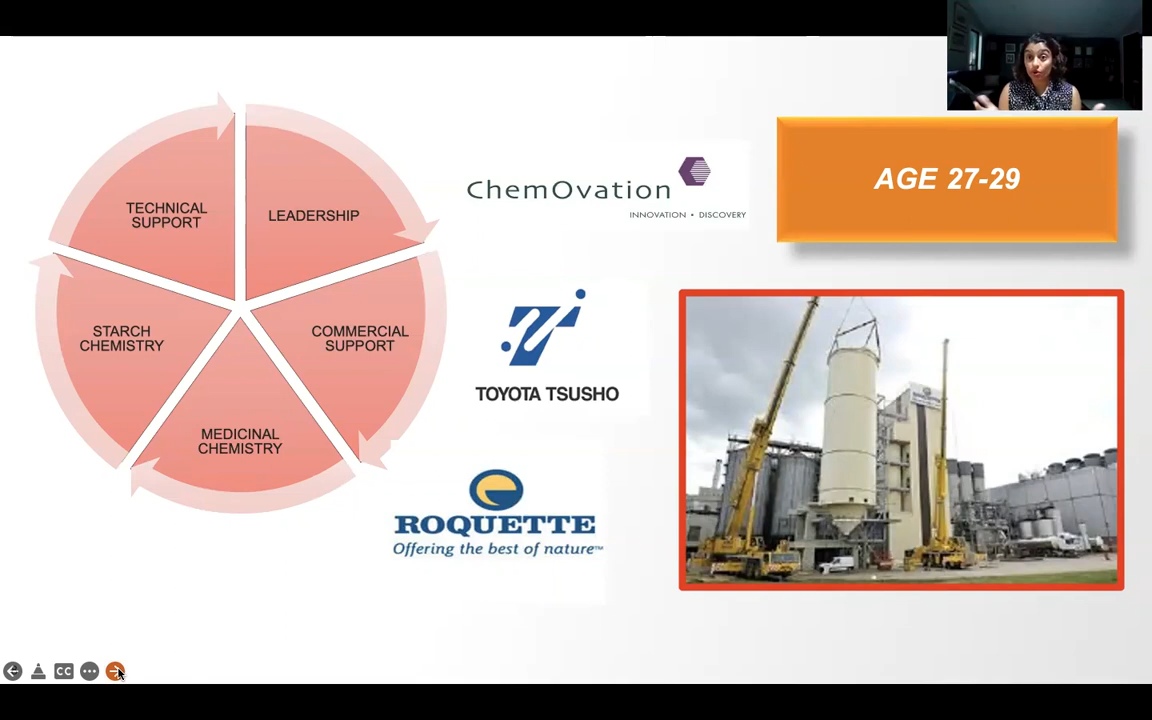 TECHNICAL
SUPPORT
LEADERSHIP
STARCH
CHEMISTRY
COMMERCIAL
SUPPORT
MEDICINAL
CHEMISTRY
ChemOvation
INNOVATION • DISCOVERY
TOYOTA TSUSHO
ROQUETTE
Offering the best of nature™
AGE 27-29
CC